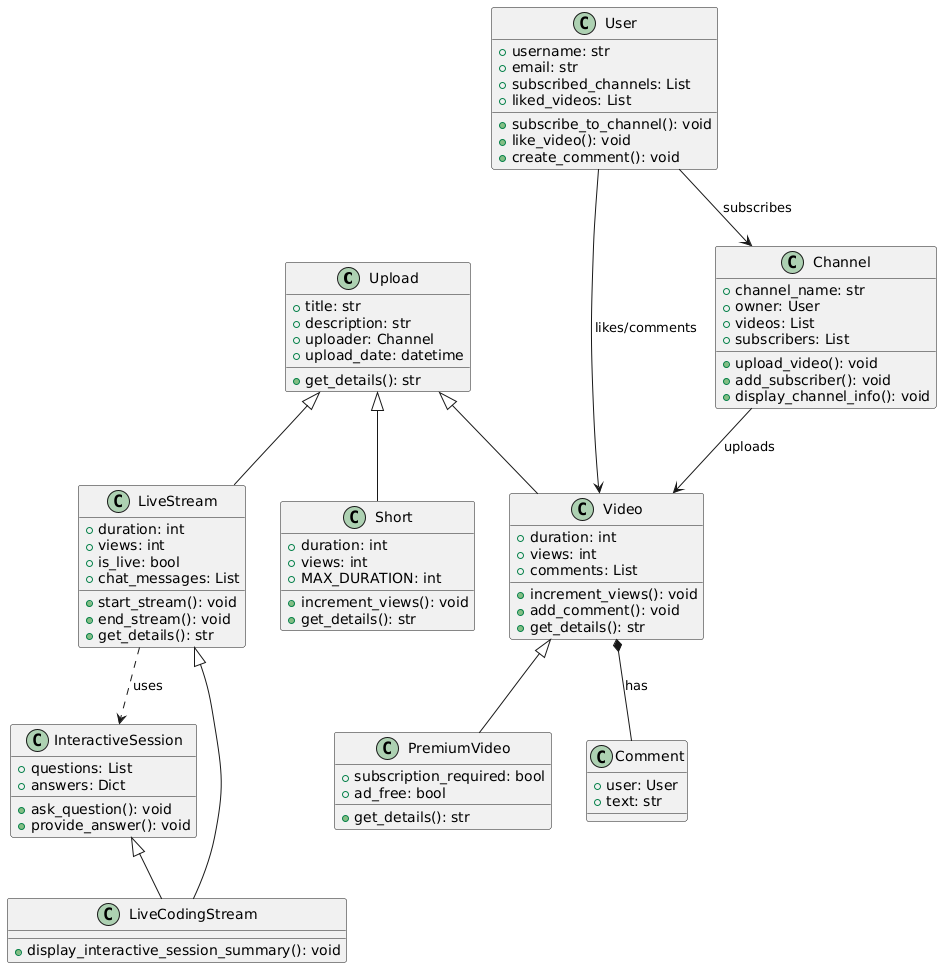 C User
username: str
email: str
subscribed_channels: List
liked_videos: List
subscribe_to_channel(): void
like_video(): void
create_comment(): void
subscribes
likes/comments
C Channel
channel_name: str
owner: User
videos: List
subscribers: List
upload_video(): void
add_subscriber(): void
display_channel_info(): void
uploads
C Upload
title: str
description: str
uploader: Channel
upload_date: datetime
get_details(): str
C LiveStream
duration: int
views: int
is_live: bool
chat_messages: List
start_stream(): void
end_stream(): void
get_details(): str
C Short
duration: int
views: int
MAX_DURATION: int
increment_views(): void
get_details(): str
C Video
duration: int
views: int
comments: List
increment_views(): void
add_comment(): void
get_details(): str
uses
has
C InteractiveSession
questions: List
answers: Dict
ask_question(): void
provide_answer(): void
C PremiumVideo
subscription_required: bool
ad_free: bool
get_details(): str
C Comment
user: User
text: str
C LiveCodingStream
display_interactive_session_summary(): void